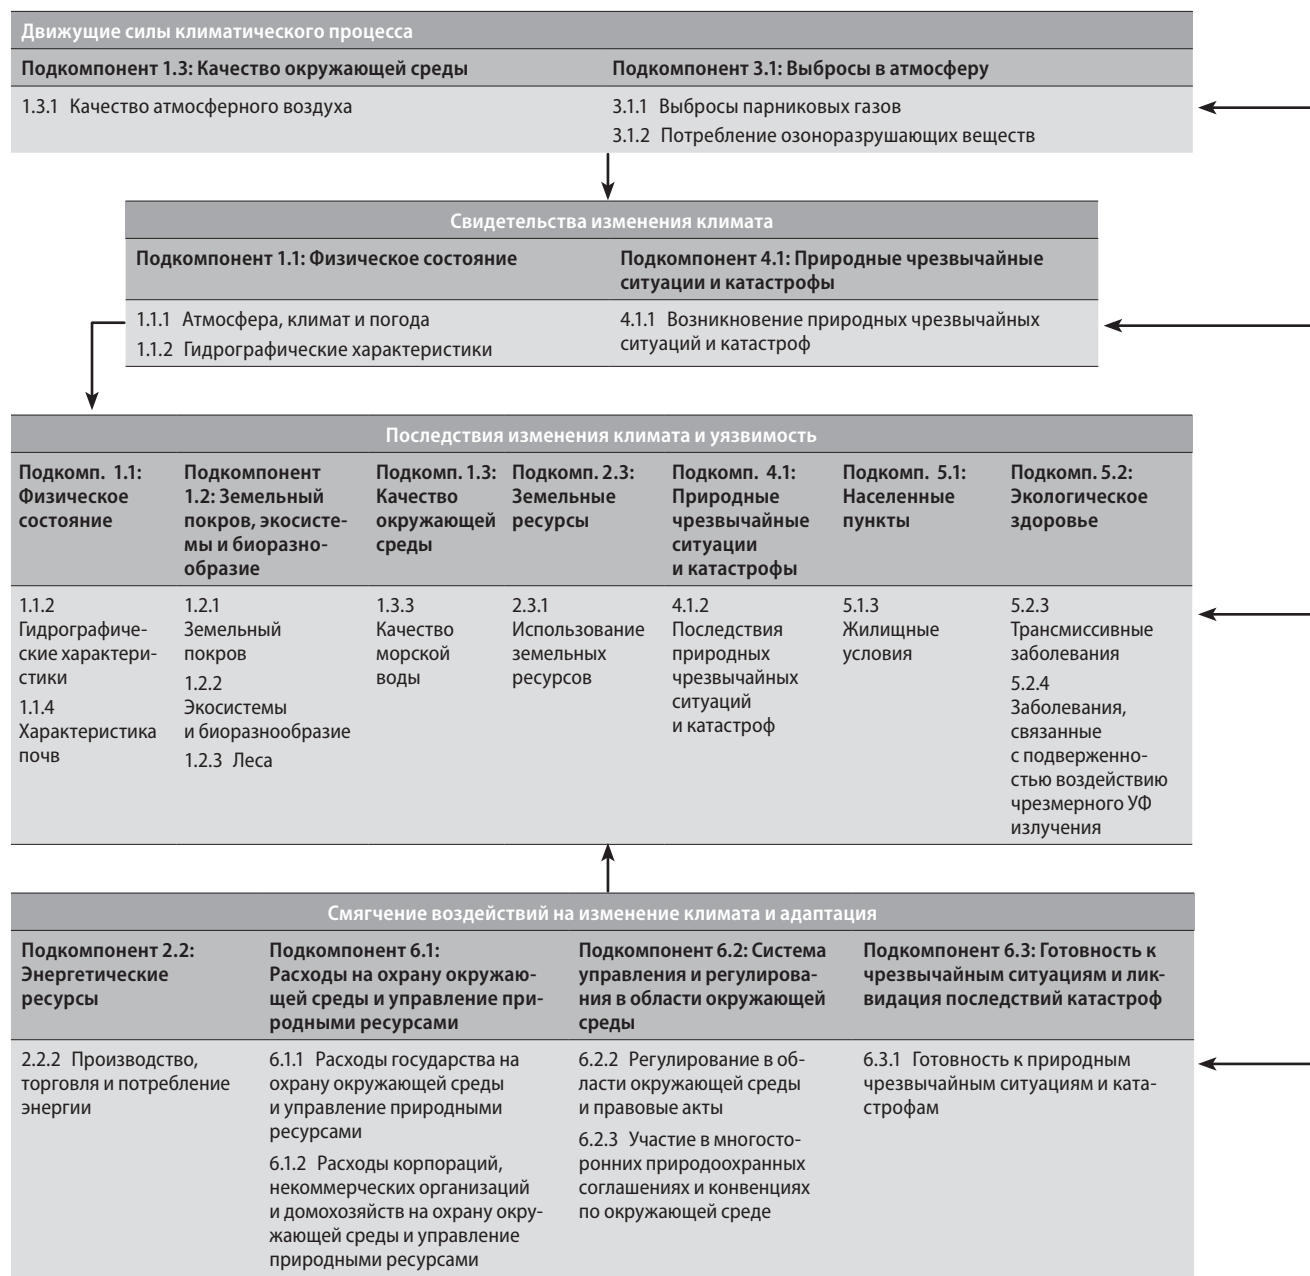 Движущие силы климатического процесса
Подкомпонент 1.3: Качество окружающей среды
1.3.1 Качество атмосферного воздуха
Подкомпонент 3.1: Выбросы в атмосферу
3.1.1 Выбросы парниковых газов
3.1.2 Потребление озоноразрушающих веществ
Свидетельства изменения климата
Подкомпонент 1.1: Физическое состояние
1.1.1 Атмосфера, климат и погода
1.1.2 Гидрографические характеристики
Подкомпонент 4.1: Природные чрезвычайные
ситуации и катастрофы
4.1.1 Возникновение природных чрезвычайных
ситуаций и катастроф
Последствия изменения климата и уязвимость
Подкомп. 1.1:
Физическое
состояние
1.1.2
Гидрографиче-
ские характери-
стики
1.1.4
Характеристика
почв
Подкомпонент
1.2: Земельный
покров, экосисте-
мы и биоразно-
образие
1.2.1
Земельный
покров
1.2.2
Экосистемы
и биоразнообразие
1.2.3 Леса
Подкомп. 1.3:
Качество
окружающей
среды
1.3.3
Качество
морской
воды
Подкомп. 2.3:
Земельные
ресурсы
2.3.1
Использование
земельных
ресурсов
Подкомп. 4.1:
Природные
чрезвычайные
ситуации
и катастрофы
4.1.2
Последствия
природных
чрезвычайных
ситуаций
и катастроф
Подкомп. 5.1:
Населенные
пункты
5.1.3
Жилищные
условия
Подкомп. 5.2:
Экологическое
здоровье
5.2.3
Трансмиссивные
заболевания
5.2.4
Заболевания,
связанные
с подверженно-
стью воздействию
чрезмерного УФ
излучения
Смягчение воздействий на изменение климата и адаптация
Подкомпонент 2.2:
Энергетические
ресурсы
2.2.2 Производство,
торговля и потребление
энергии
Подкомпонент 6.1:
Расходы на охрану окружаю-
щей среды и управление при-
родными ресурсами
6.1.1 Расходы государства на
охрану окружающей среды
и управление природными
ресурсами
6.1.2 Расходы корпораций,
некоммерческих организаций
и домохозяйств на охрану окру-
жающей среды и управление
природными ресурсами
Подкомпонент 6.2: Система
управления и регулирова-
ния в области окружающей
среды
6.2.2 Регулирование в об-
ласти окружающей среды
и правовые акты
6.2.3 Участие в многосто-
ронних природоохранных
соглашениях и конвенциях
по окружающей среде
Подкомпонент 6.3: Готовность к
чрезвычайным ситуациям и лик-
видация последствий катастроф
6.3.1 Готовность к природным
чрезвычайным ситуациям и ката-
строфам